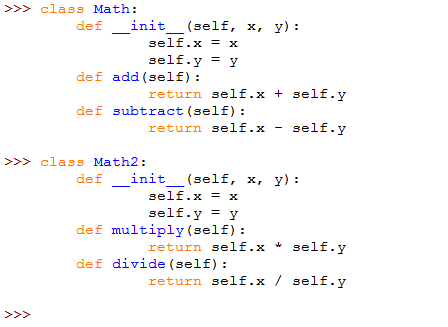 >>> class Math:
        def __init__(self, x, y):
                self.x = x
                self.y = y
        def add(self):
                return self.x + self.y
        def subtract(self):
                return self.x - self.y

>>> class Math2:
        def __init__(self, x, y):
                self.x = x
                self.y = y
        def multiply(self):
                return self.x * self.y
        def divide(self):
                return self.x / self.y

>>>